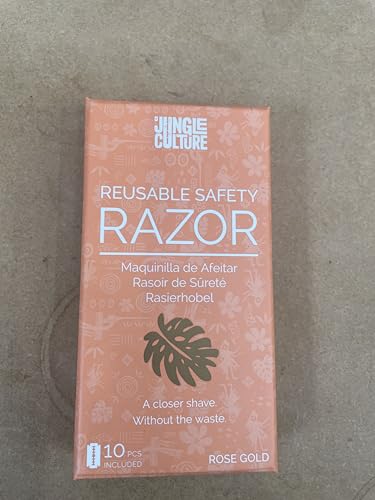 JUNGLE
CULTURE
REUSABLE SAFETY
RAZOR
Maquinilla de Afeitar
Rasoir de Sûreté
Rasierhobel
A closer shave.
Without the waste.
10 PCS
INCLUDED
ROSE GOLD